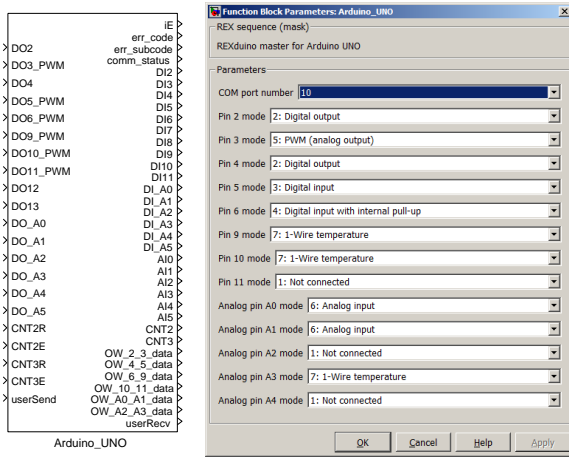 iE
err_code
err_subcode
comm_status
DI2
DI3
DI4
DI5
DI6
DI7
DI8
DI9
DI10
DI11
DI_A0
DI_A1
DI_A2
DI_A3
DI_A4
DI_A5
AI0
AI1
AI2
AI3
AI4
AI5
CNT2
CNT3
OW_2_3_data
OW_4_5_data
OW_6_9_data
OW_10_11_data
OW_A0_A1_data
OW_A2_A3_data
userRecv
DO2
DO3_PWM
DO4
DO5_PWM
DO6_PWM
DO9_PWM
DO10_PWM
DO11_PWM
DO12
DO13
DO_A0
DO_A1
DO_A2
DO_A3
DO_A4
DO_A5
CNT2R
CNT2E
CNT3R
CNT3E
userSend
Arduino_UNO
Function Block Parameters: Arduino_UNO
REX sequence (mask)
REXduino master for Arduino UNO
Parameters
COM port number 10
Pin 2 mode 2: Digital output
Pin 3 mode 5: PWM (analog output)
Pin 4 mode 2: Digital output
Pin 5 mode 3: Digital input
Pin 6 mode 4: Digital input with internal pull-up
Pin 9 mode 7: 1-Wire temperature
Pin 10 mode 7: 1-Wire temperature
Pin 11 mode 1: Not connected
Analog pin A0 mode 6: Analog input
Analog pin A1 mode 6: Analog input
Analog pin A2 mode 1: Not connected
Analog pin A3 mode 7: 1-Wire temperature
Analog pin A4 mode 1: Not connected
OK Cancel Help Apply